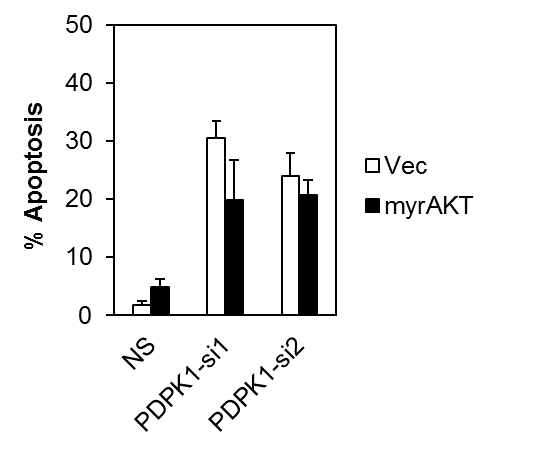 50
40
30
20
10
0
% Apoptosis
NS
PDPK1-si1
PDPK1-si2
Vec
myrAKT